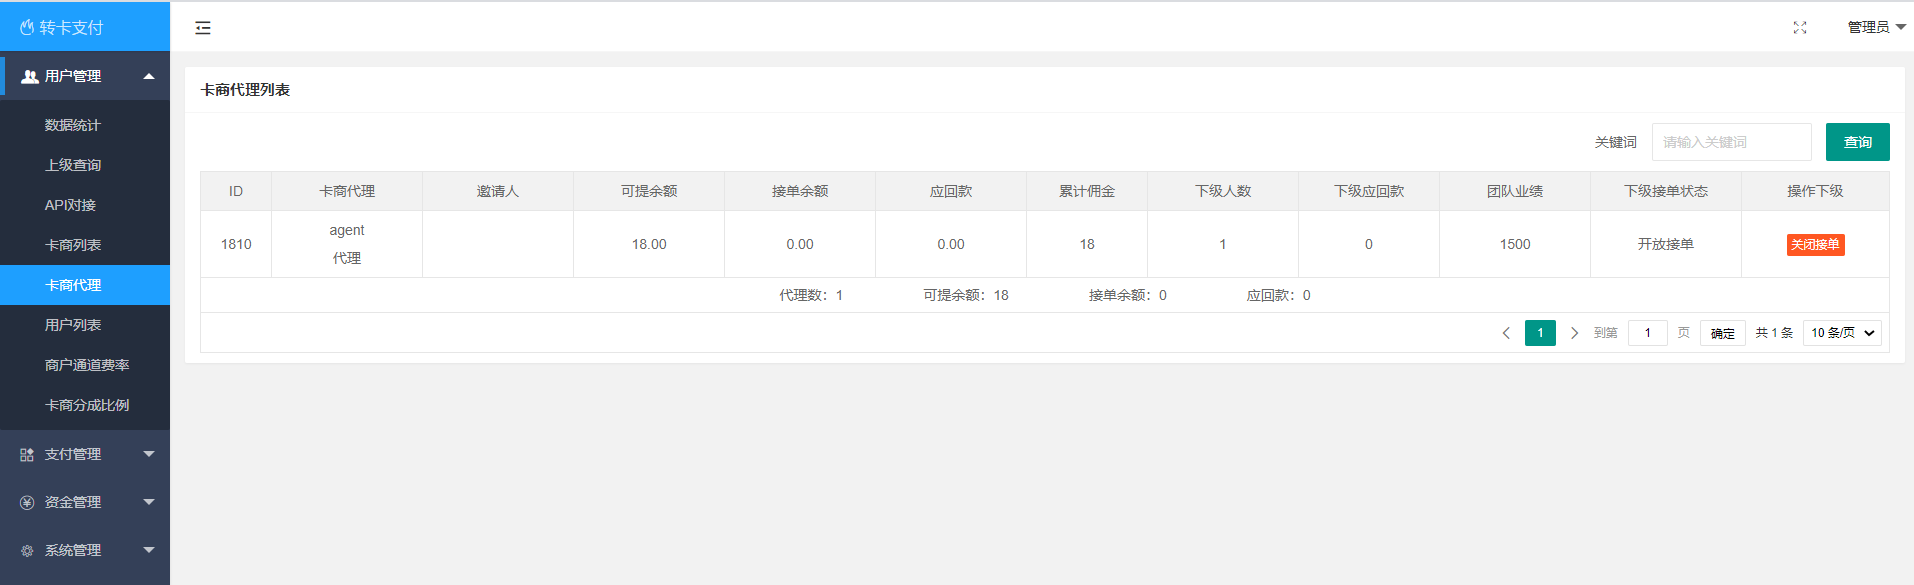 转卡支付
管理员
用户管理
数据统计
上级查询
API对接
卡商列表
卡商代理
用户列表
商户通道费率
卡商分成比例
支付管理
资金管理
系统管理
卡商代理列表
关键词 请输入关键词 查询
ID 卡商代理 邀请人 可提余额 接单余额 应回款 累计佣金 下级人数 下级应回款 团队业绩 下级接单状态 操作下级
1810 agent 代理 18.00 0.00 0.00 18 1 0 1500 开放接单 关闭接单
代理数：1 可提余额：18 接单余额：0 应回款：0
1 到第 1 页 确定 共 1 条 10 条/页